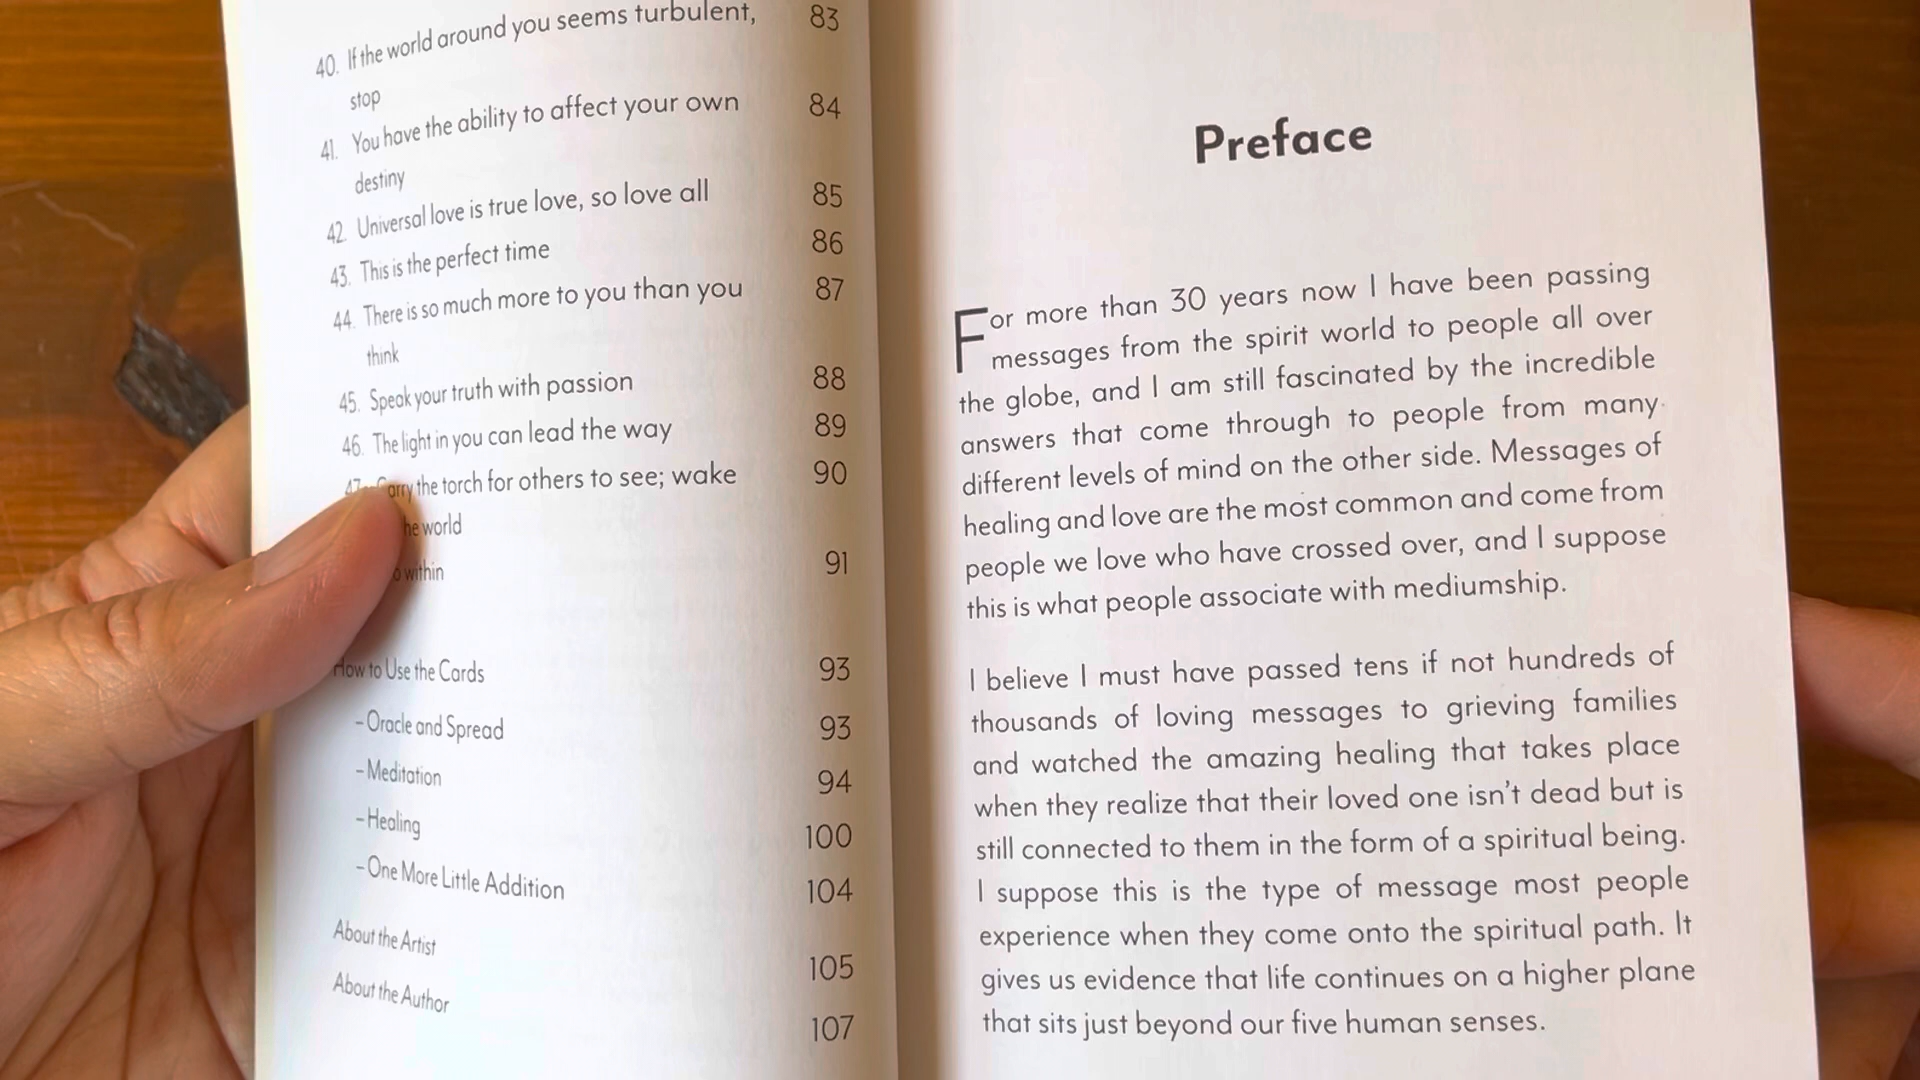 40. If the world around you seems turbulent, 83
stop
41. You have the ability to affect your own 84
destiny
42. Universal love is true love, so love all 85
43. This is the perfect time 86
44. There is so much more to you than you 87
think
45. Speak your truth with passion 88
46. The light in you can lead the way 89
47. Carry the torch for others to see; wake 90
world
within 91
How to Use the Cards 93
– Oracle and Spread 93
– Meditation 94
– Healing 100
– One More Little Addition 104
About the Artist 105
About the Author 107
Preface
For more than 30 years now I have been passing
messages from the spirit world to people all over
the globe, and I am still fascinated by the incredible
answers that come through to people from many
different levels of mind on the other side. Messages of
healing and love are the most common and come from
people we love who have crossed over, and I suppose
this is what people associate with mediumship.
I believe I must have passed tens if not hundreds of
thousands of loving messages to grieving families
and watched the amazing healing that takes place
when they realize that their loved one isn't dead but is
still connected to them in the form of a spiritual being.
I suppose this is the type of message most people
experience when they come onto the spiritual path. It
gives us evidence that life continues on a higher plane
that sits just beyond our five human senses.